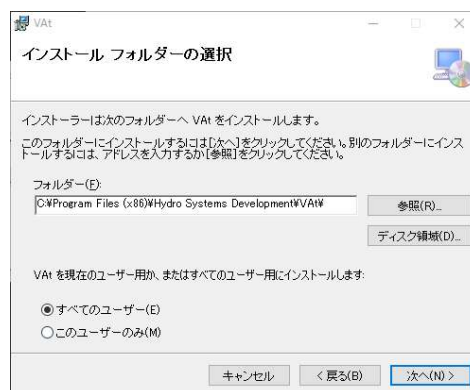 VAt
インストール フォルダーの選択
インストーラーは次のフォルダーへ VAt をインストールします。
このフォルダーにインストールするには[次へ]をクリックしてください。別のフォルダーにインス
トールするには、アドレスを入力するか[参照]をクリックしてください。
フォルダー(F):
C:¥Program Files (x86)¥Hydro Systems Development¥VAt¥
参照(R)...
ディスク領域(D)...
VAt を現在のユーザー用か、またはすべてのユーザー用にインストールします:
すべてのユーザー(E)
このユーザーのみ(M)
キャンセル
< 戻る(B)
次へ(N) >